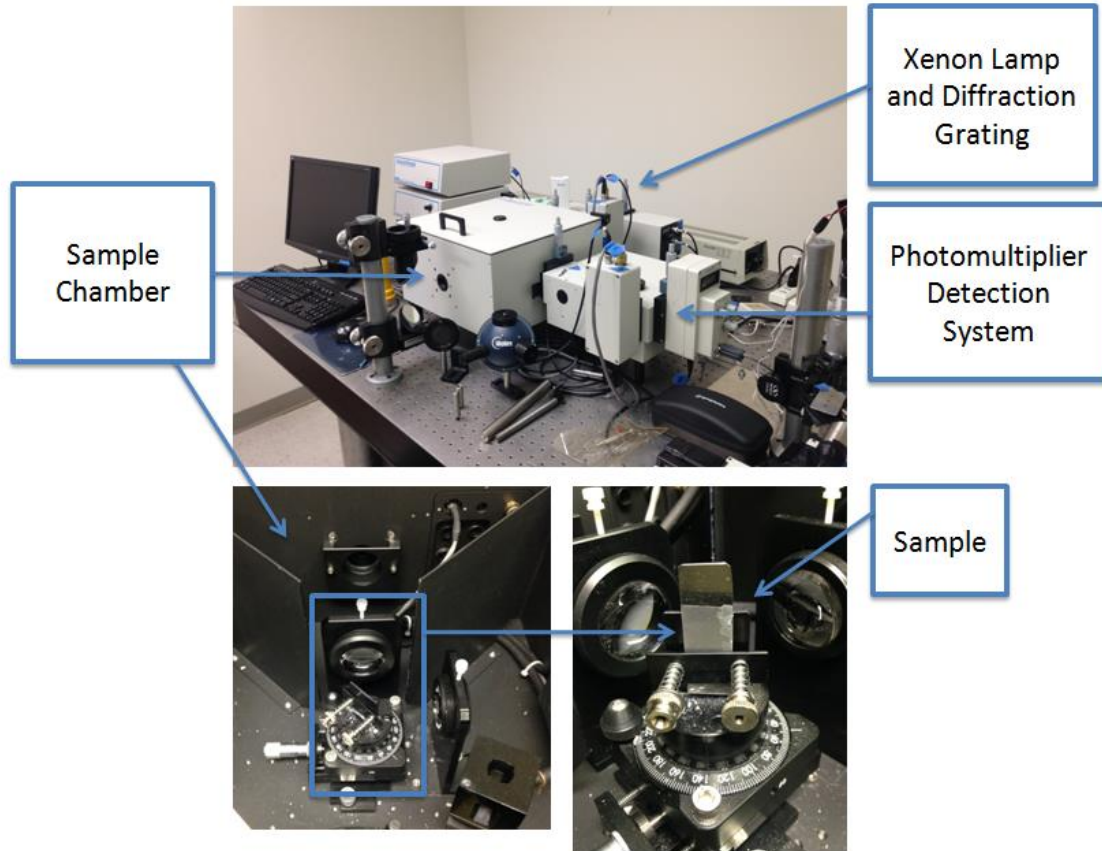 Xenon Lamp
and Diffraction
Grating
Sample
Chamber
Photomultiplier
Detection
System
Sample